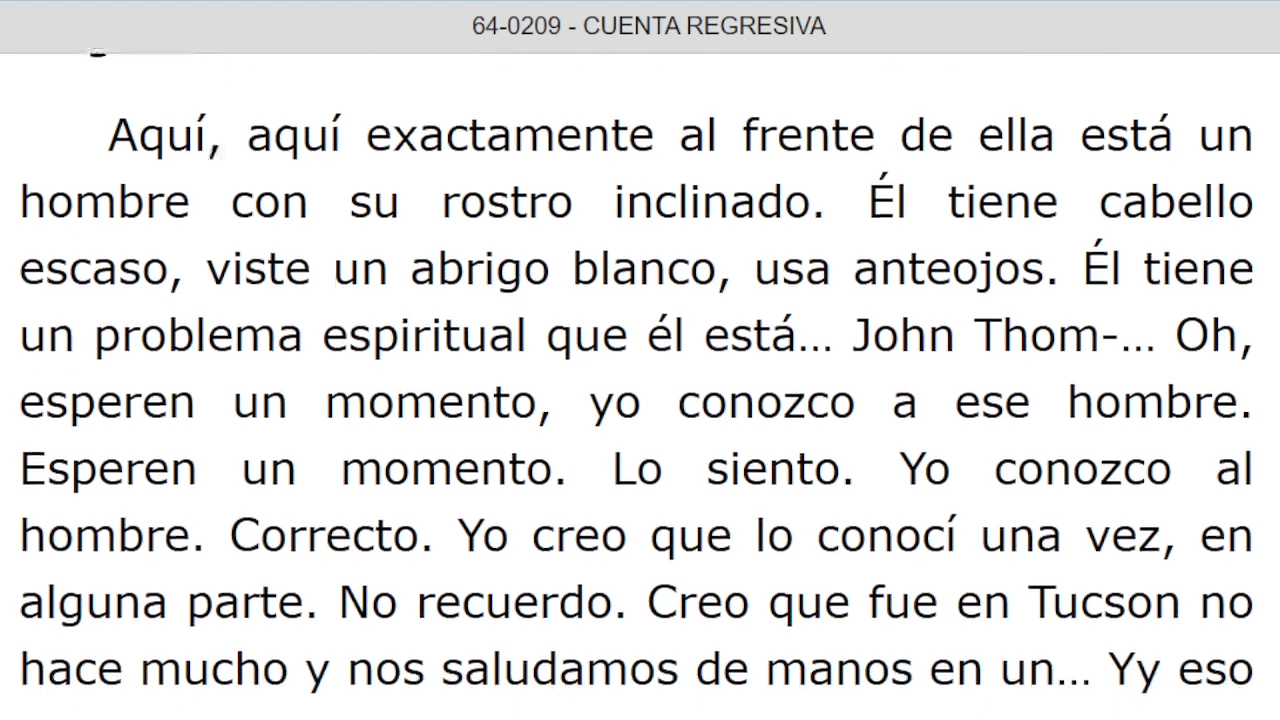 64-0209 - CUENTA REGRESIVA
Aquí, aquí exactamente al frente de ella está un
hombre con su rostro inclinado. Él tiene cabello
escaso, viste un abrigo blanco, usa anteojos. Él tiene
un problema espiritual que él está... John Thom-... Oh,
esperen un momento, yo conozco a ese hombre.
Esperen un momento. Lo siento. Yo conozco al
hombre. Correcto. Yo creo que lo conocí una vez, en
alguna parte. No recuerdo. Creo que fue en Tucson no
hace mucho y nos saludamos de manos en un... Yy eso